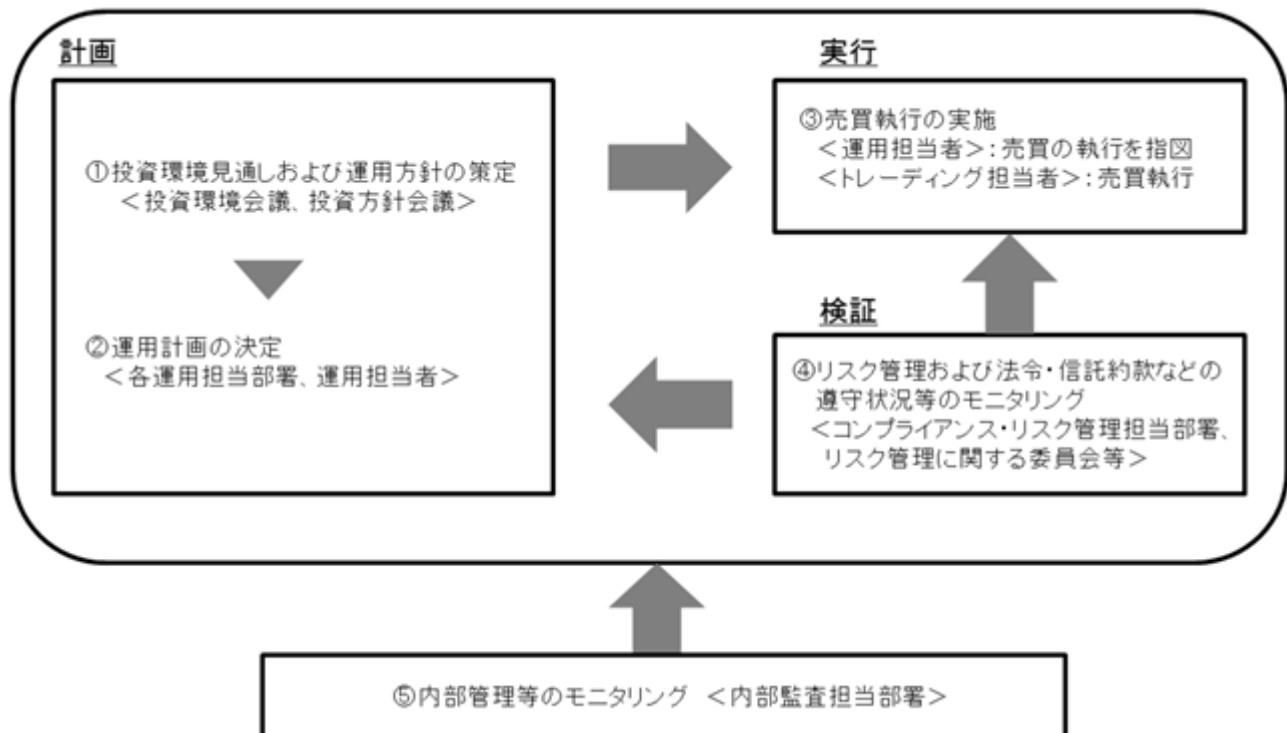 計画
①投資環境見通しおよび運用方針の策定
＜投資環境会議、投資方針会議＞
②運用計画の決定
＜各運用担当部署、運用担当者＞
実行
③売買執行の実施
＜運用担当者＞：売買の執行を指図
＜トレーディング担当者＞：売買執行
検証
④リスク管理および法令・信託約款などの
遵守状況等のモニタリング
＜コンプライアンス・リスク管理担当部署、
リスク管理に関する委員会等＞
⑤内部管理等のモニタリング ＜内部監査担当部署＞